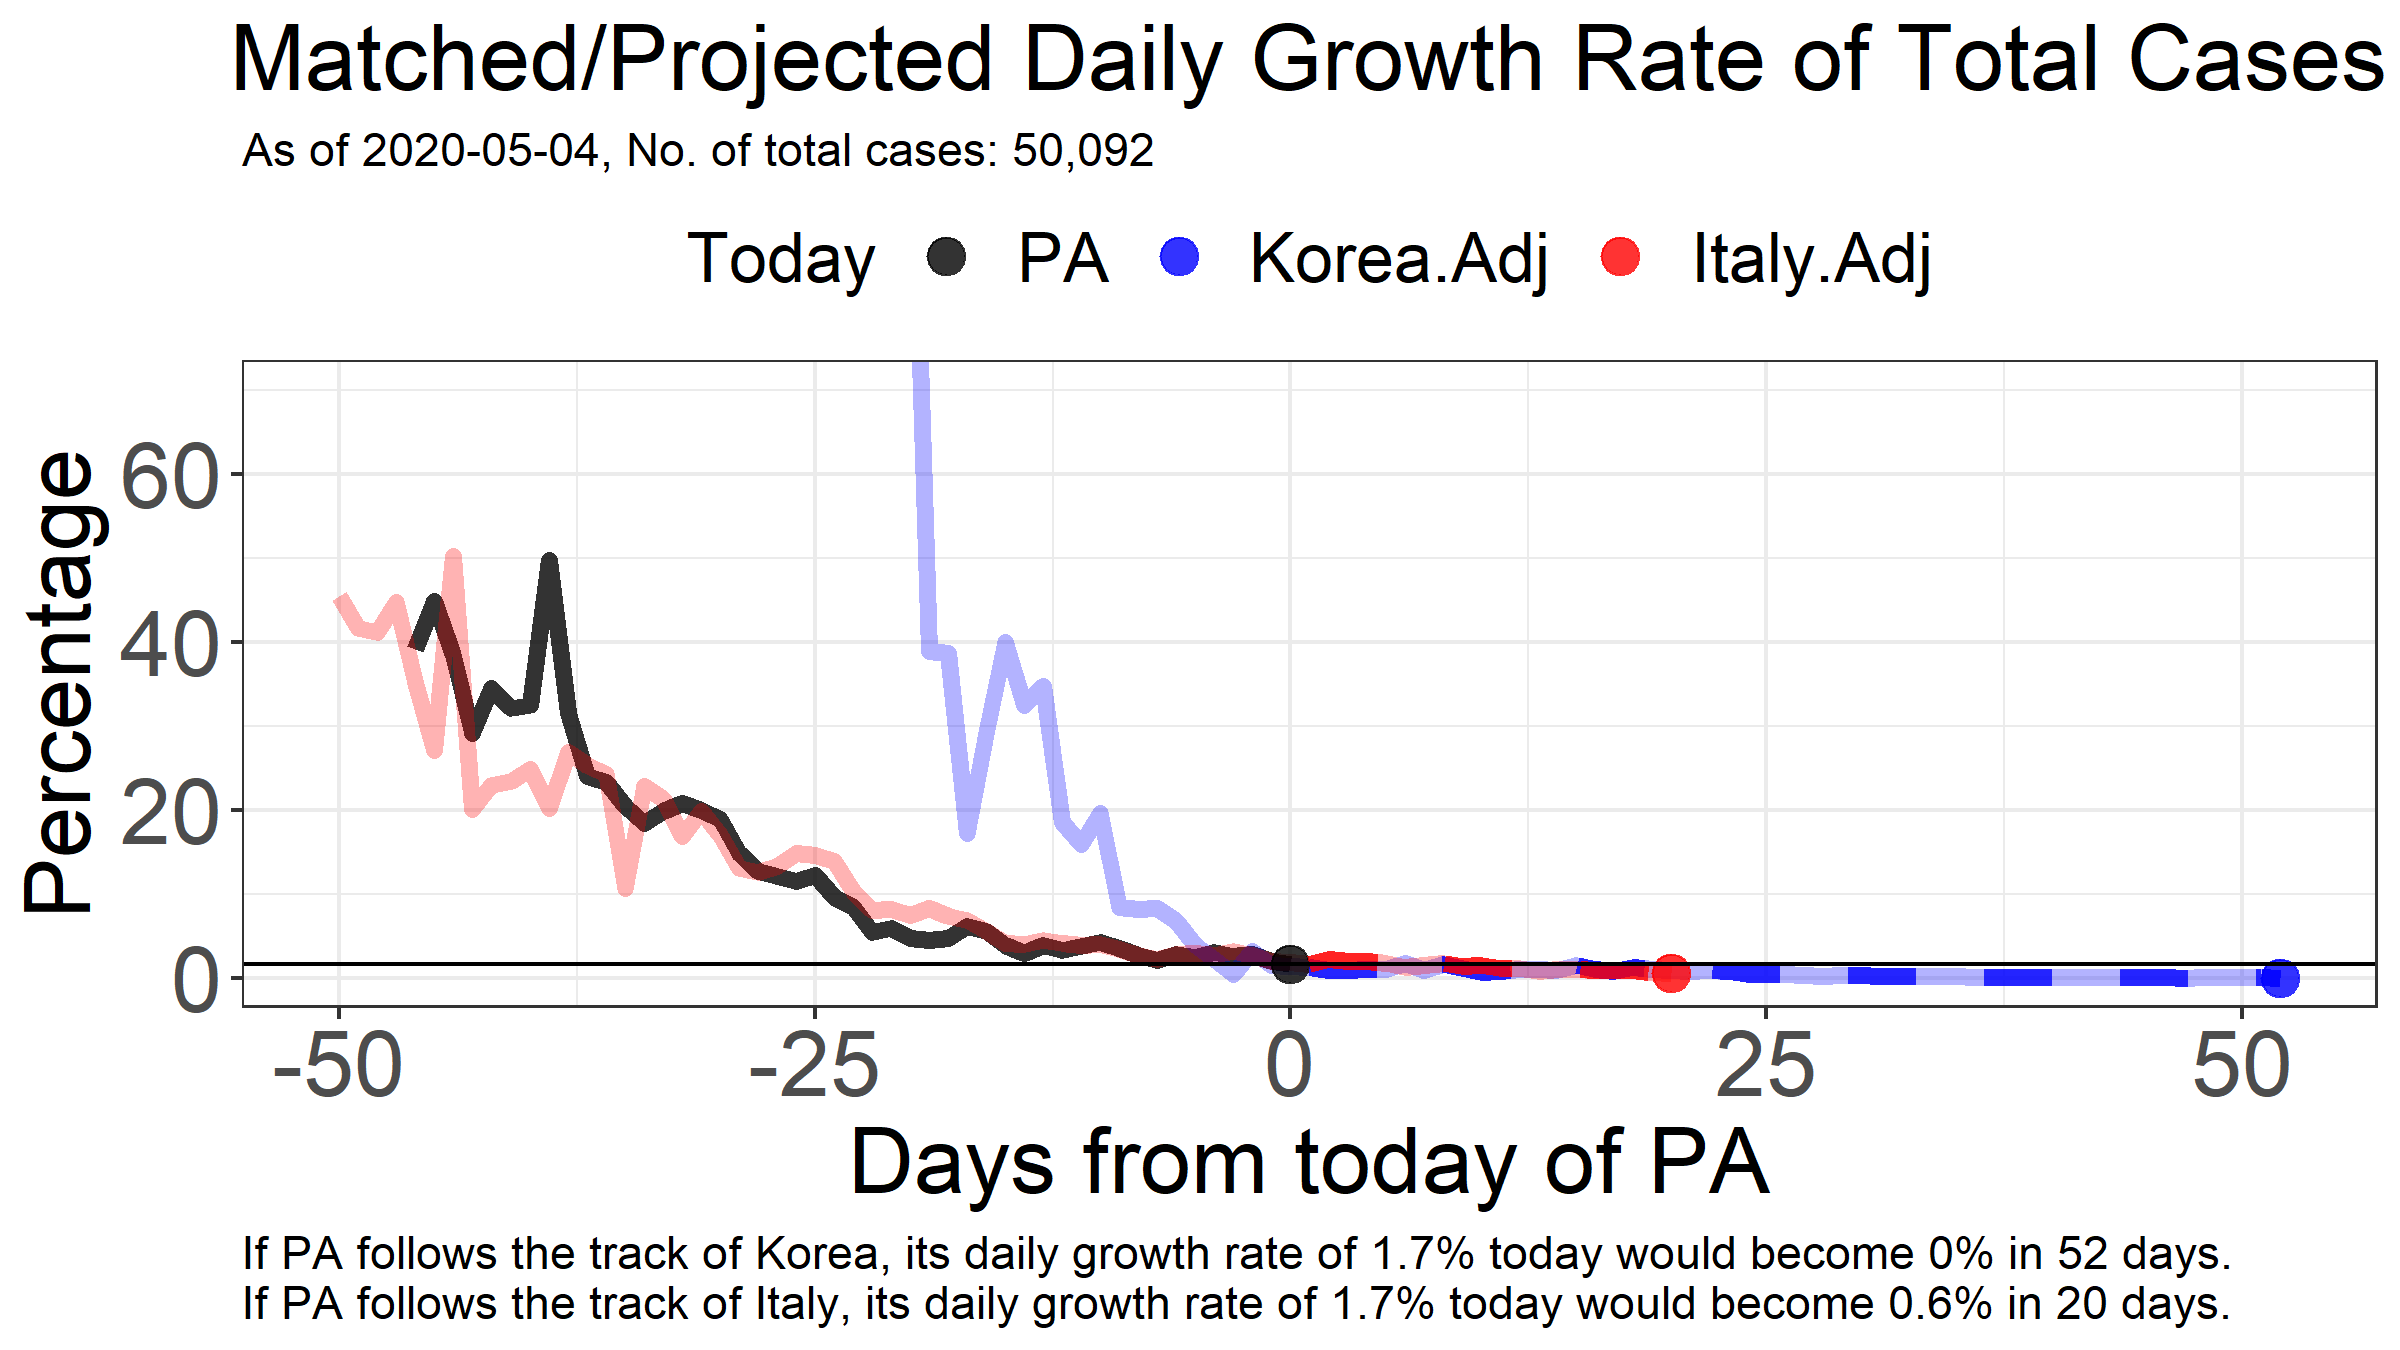 Matched/Projected Daily Growth Rate of Total Cases
As of 2020-05-04, No. of total cases: 50,092
Today PA Korea.Adj Italy.Adj
Percentage
60
40
20
0
-50 -25 0 25 50
Days from today of PA
If PA follows the track of Korea, its daily growth rate of 1.7% today would become 0% in 52 days.
If PA follows the track of Italy, its daily growth rate of 1.7% today would become 0.6% in 20 days.